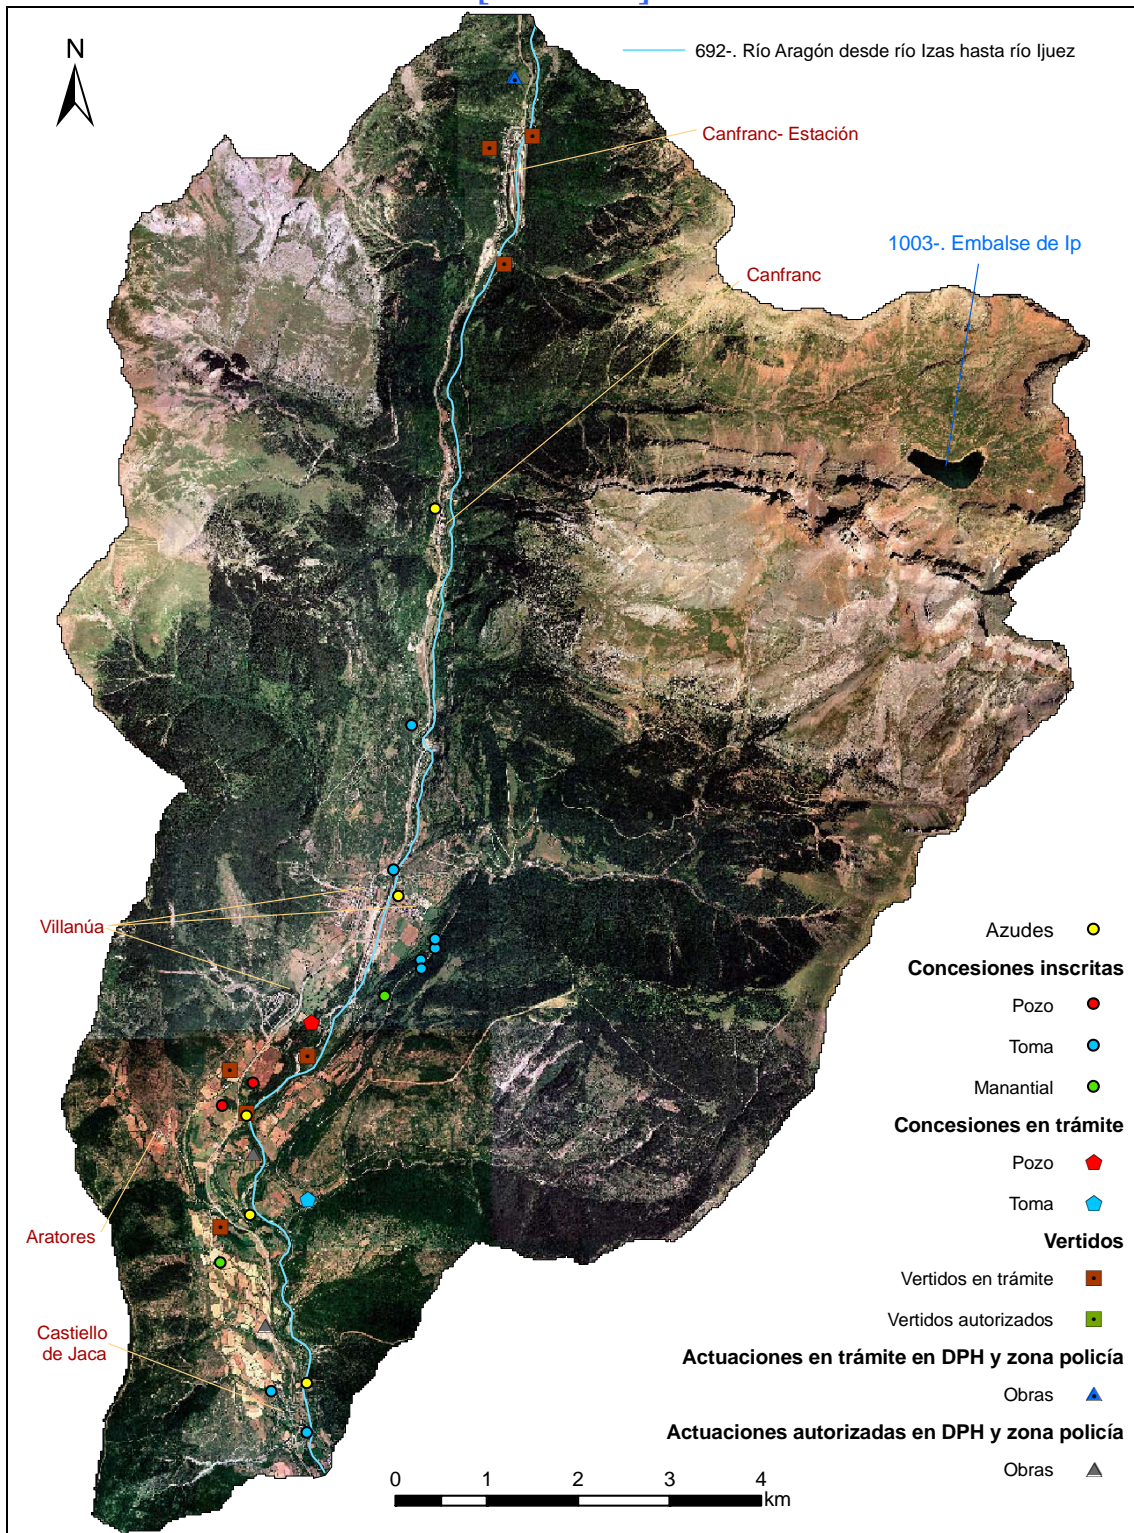 N
692-. Río Aragón desde río Izas hasta río Ijuez
Canfranc- Estación
1003-. Embalse de Ip
Canfranc
Villanúa
Aratores
Castiello
de Jaca
Azudes
Concesiones inscritas
Pozo
Toma
Manantial
Concesiones en trámite
Pozo
Toma
Vertidos
Vertidos en trámite
Vertidos autorizados
Actuaciones en trámite en DPH y zona policía
Obras
Actuaciones autorizadas en DPH y zona policía
Obras
0 1 2 3 4
km